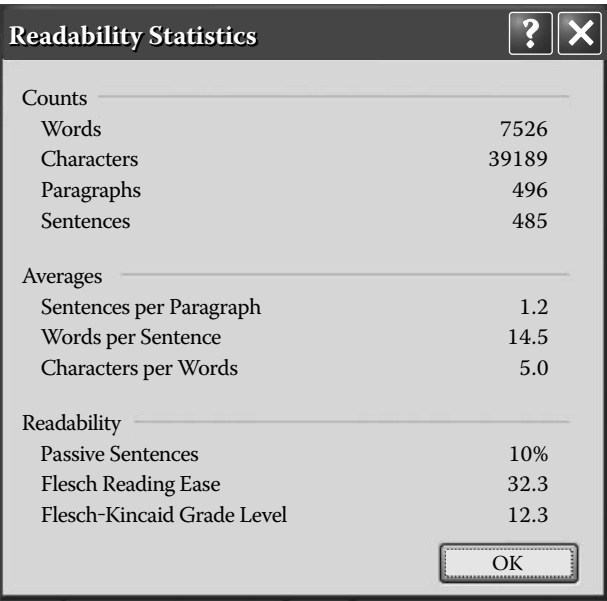 Readability Statistics ? X
Counts
Words 7526
Characters 39189
Paragraphs 496
Sentences 485
Averages
Sentences per Paragraph 1.2
Words per Sentence 14.5
Characters per Words 5.0
Readability
Passive Sentences 10%
Flesch Reading Ease 32.3
Flesch-Kincaid Grade Level 12.3
OK